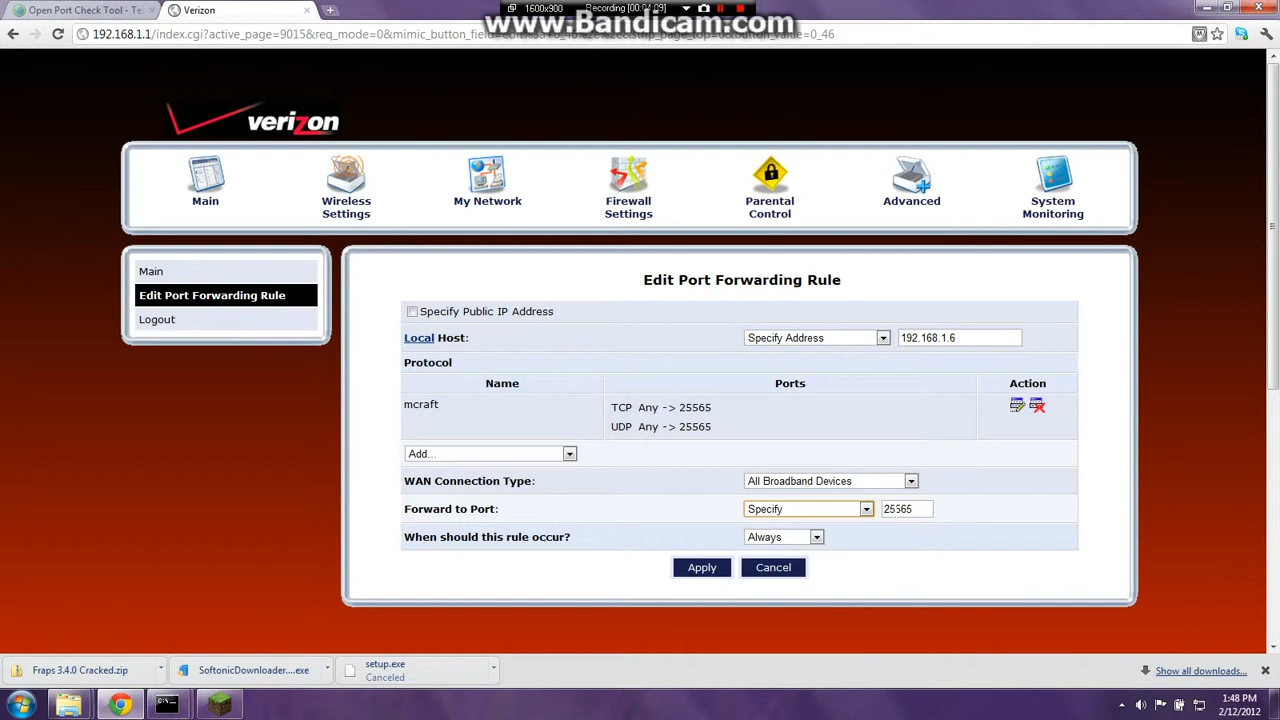 Open Port Check Tool - Te
Verizon
1600x900
Recording [00:04:09]
www.Bandicam.com
192.168.1.1/index.cgi?active_page=9015&req_mode=0&mimic_button_field
button_value=0_46
verizon
Main
Wireless Settings
My Network
Firewall Settings
Parental Control
Advanced
System Monitoring
Main
Edit Port Forwarding Rule
Logout
Edit Port Forwarding Rule
Specify Public IP Address
Local Host:
Specify Address
192.168.1.6
Protocol
Name
Ports
Action
mcraft
TCP Any -> 25565
UDP Any -> 25565
Add...
WAN Connection Type:
All Broadband Devices
Forward to Port:
Specify
25565
When should this rule occur?
Always
Apply
Cancel
Fraps 3.4.0 Cracked.zip
SoftonicDownloader....exe
setup.exe
Canceled
Show all downloads...
1:48 PM
2/12/2012